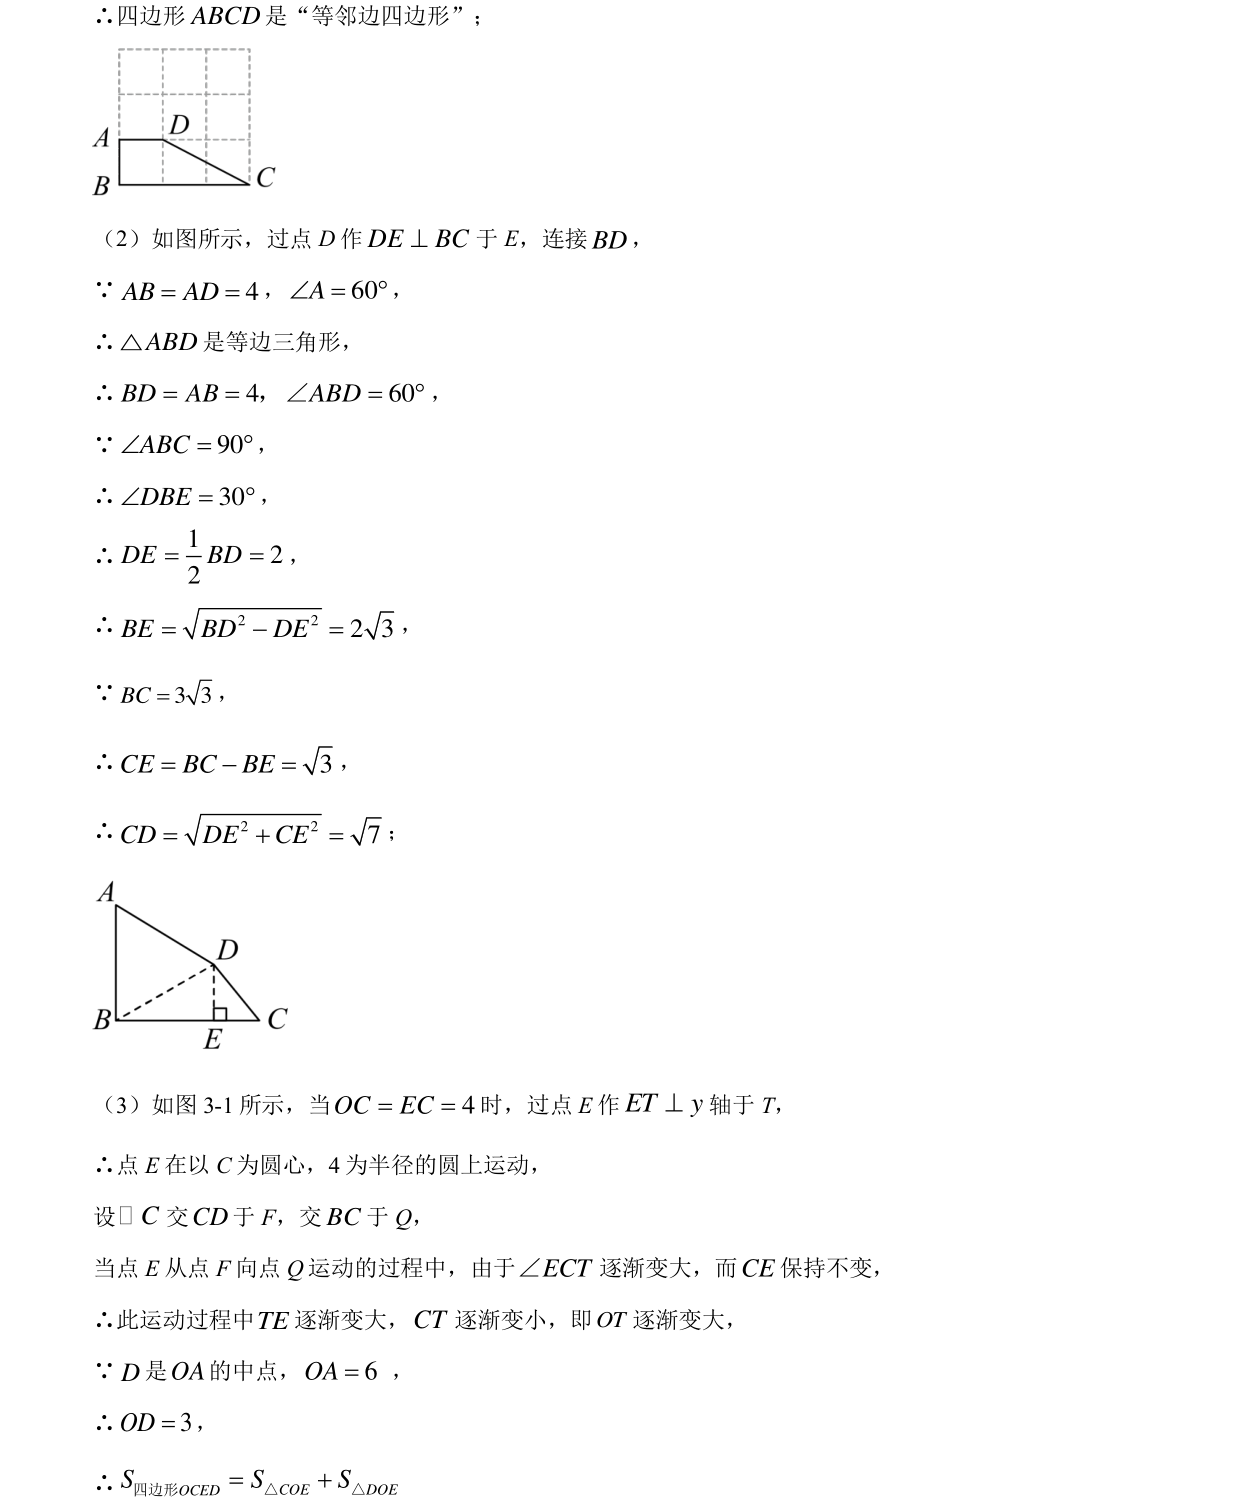 ∴四边形ABCD是“等邻边四边形”；
A
D
B
C
（2）如图所示，过点D作DE⊥BC于E，连接BD，
∵AB=AD=4，∠A=60°，
∴△ABD是等边三角形，
∴BD=AB=4，∠ABD=60°，
∵∠ABC=90°，
∴∠DBE=30°，
∴DE=1/2BD=2，
∴BE=√(BD²−DE²)=2√3，
∵BC=3√3，
∴CE=BC−BE=√3，
∴CD=√(DE²+CE²)=√7；
A
D
B
C
E
（3）如图3-1所示，当OC=EC=4时，过点E作ET⊥y轴于T，
∴点E在以C为圆心，4为半径的圆上运动，
设□C交CD于F，交BC于Q，
当点E从点F向点Q运动的过程中，由于∠ECT逐渐变大，而CE保持不变，
∴此运动过程中TE逐渐变大，CT逐渐变小，即OT逐渐变大，
∵D是OA的中点，OA=6，
∴OD=3，
∴S四边形OCED=S△COE+S△DOE